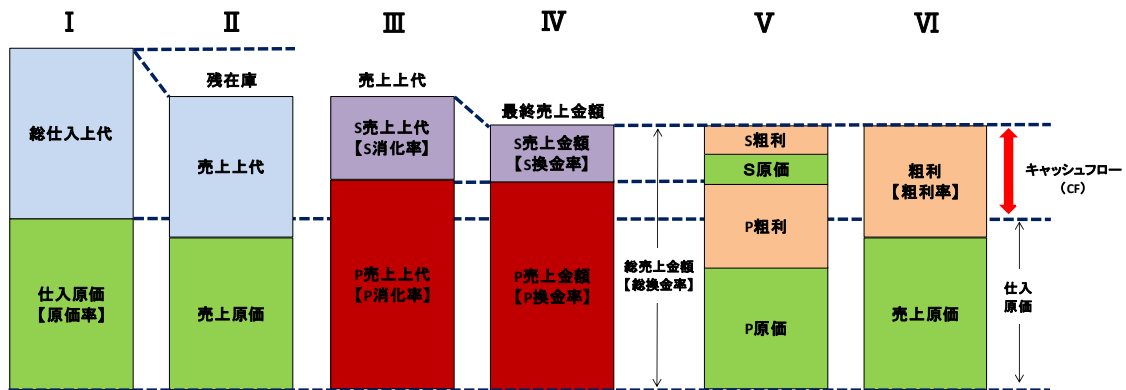 Ⅰ
Ⅱ
Ⅲ
Ⅳ
Ⅴ
Ⅵ
総仕入上代
仕入原価
【原価率】
残在庫
売上上代
売上原価
売上上代
S売上上代
【S消化率】
P売上上代
【P消化率】
最終売上金額
S売上金額
【S換金率】
P売上金額
【P換金率】
総売上金額
【総換金率】
S粗利
S原価
P粗利
P原価
粗利
【粗利率】
売上原価
キャッシュフロー
（CF）
仕入
原価